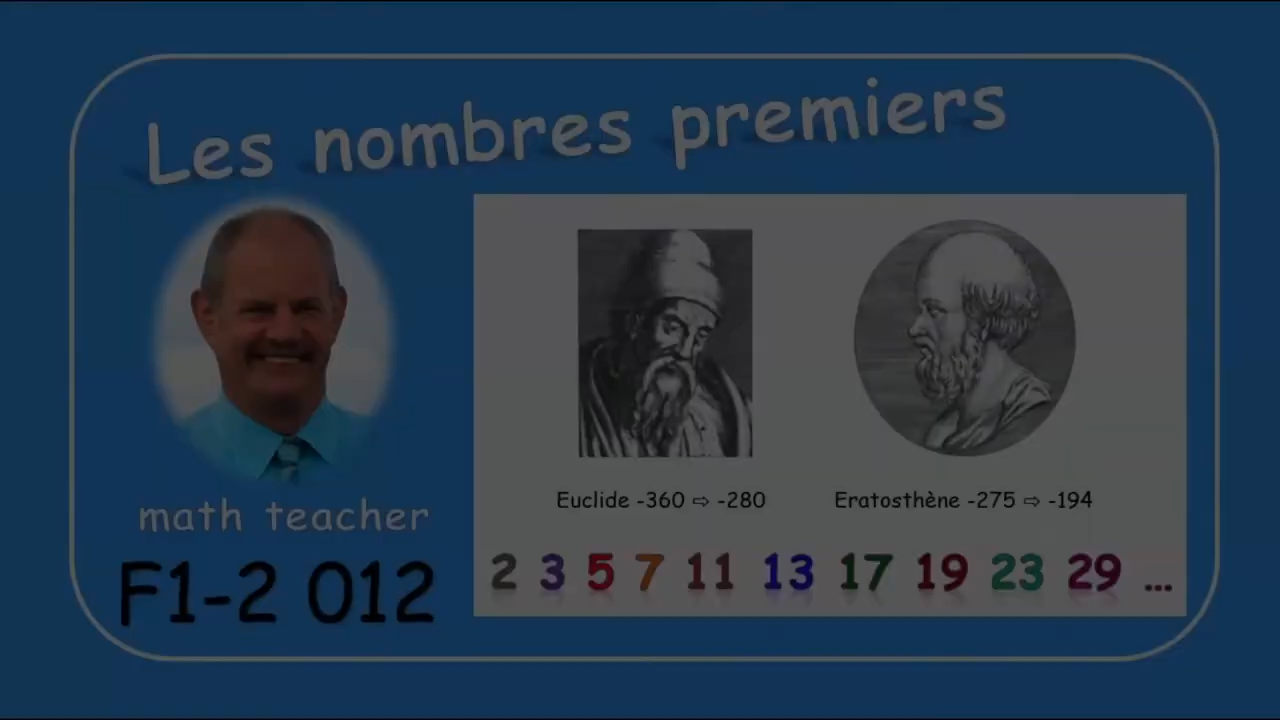 Les nombres premiers
math teacher
F1-2 012
Euclide -360 ⇨ -280
Eratosthène -275 ⇨ -194
2 3 5 7 11 13 17 19 23 29 ...